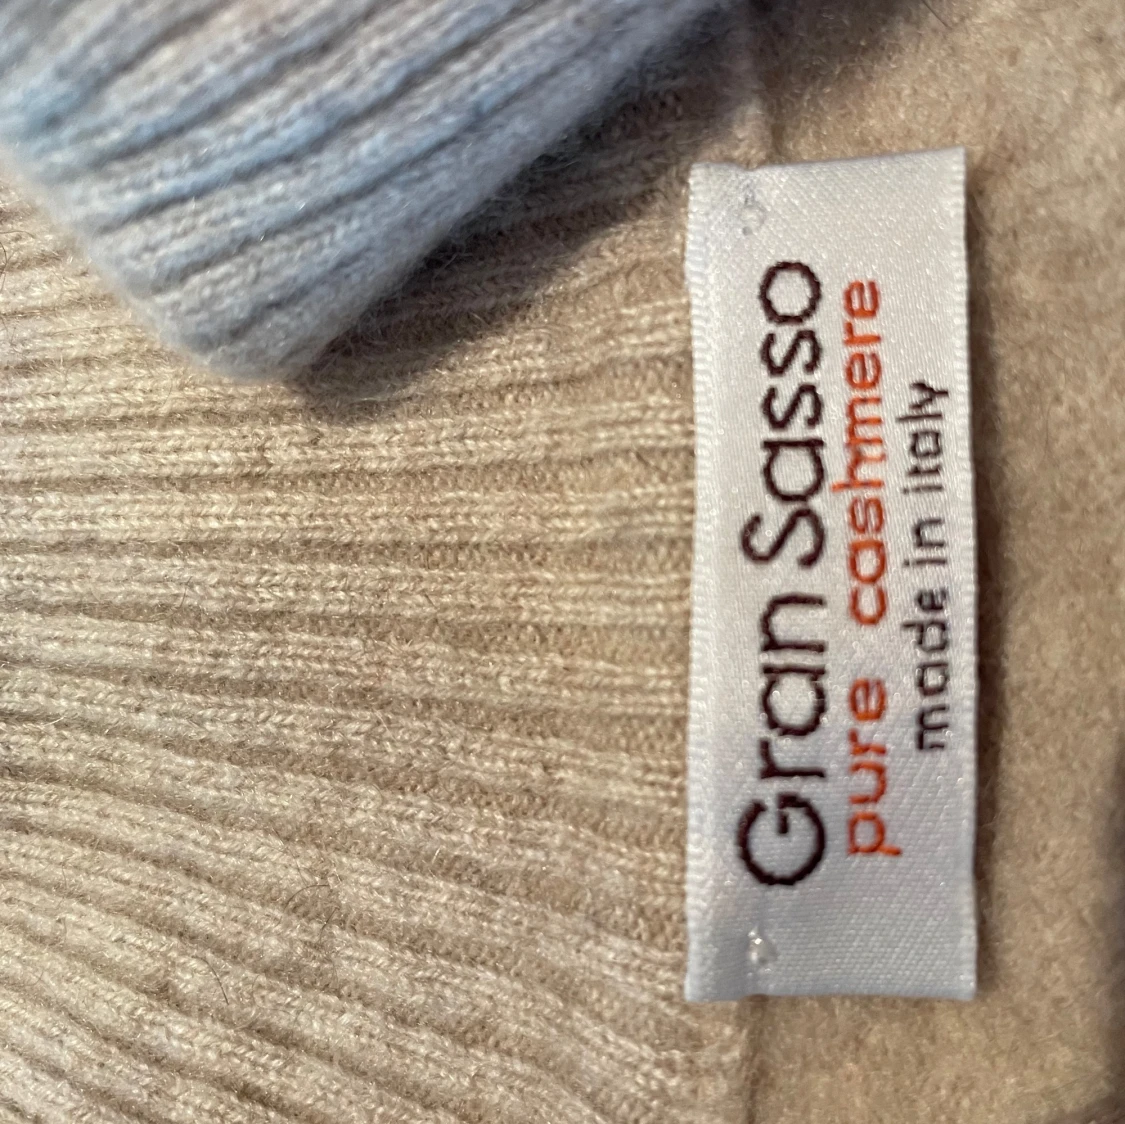 Gran Sasso
pure cashmere
made in italy